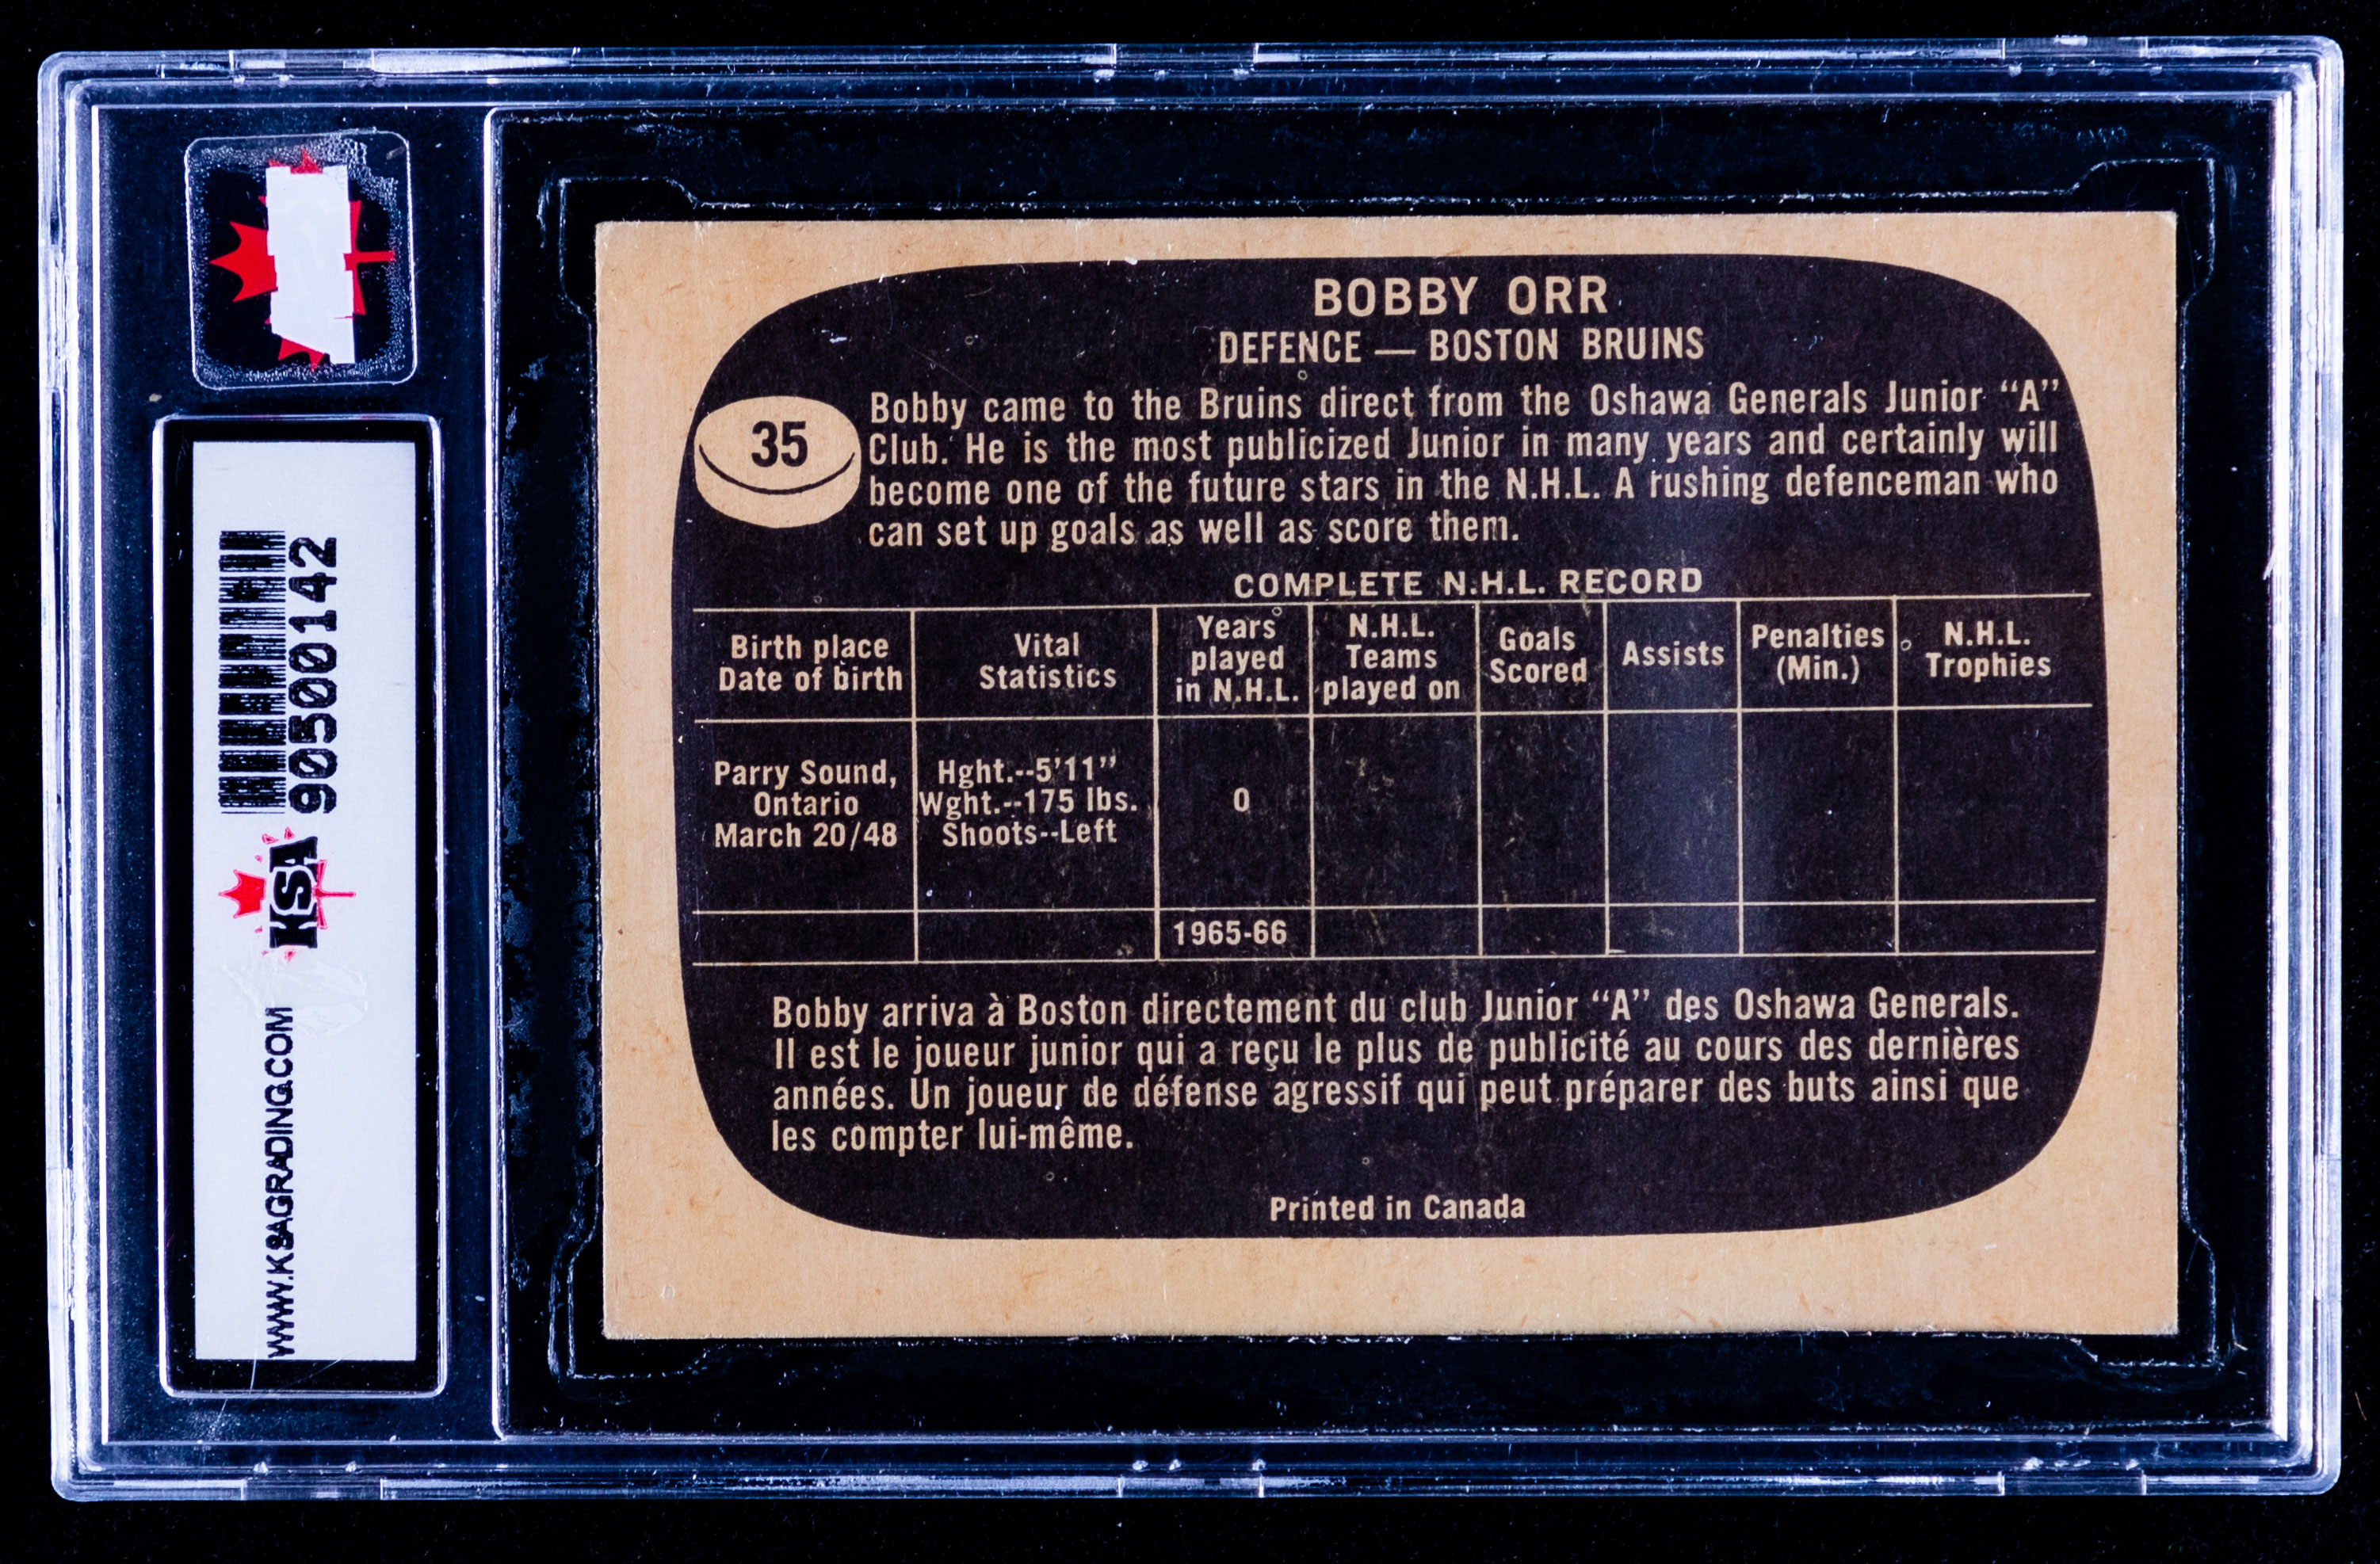 BOBBY ORR
DEFENCE — BOSTON BRUINS
35
Bobby came to the Bruins direct from the Oshawa Generals Junior “A”
Club. He is the most publicized Junior in many years and certainly will
become one of the future stars in the N.H.L. A rushing defenceman who
can set up goals as well as score them.
COMPLETE N.H.L. RECORD
Birth place
Date of birth
Vital
Statistics
Years
played
in N.H.L.
N.H.L.
Teams
played on
Goals
Scored
Assists
Penalties
(Min.)
N.H.L.
Trophies
Parry Sound,
Ontario
March 20/48
Hght.--5'11”
Wght.--175 lbs.
Shoots--Left
0
1965-66
Bobby arriva à Boston directement du club Junior “A” des Oshawa Generals.
Il est le joueur junior qui a reçu le plus de publicité au cours des dernières
années. Un joueur de défense agressif qui peut préparer des buts ainsi que
les compter lui-même.
Printed in Canada
90500142
KSA
WWW.KSAGRADING.COM